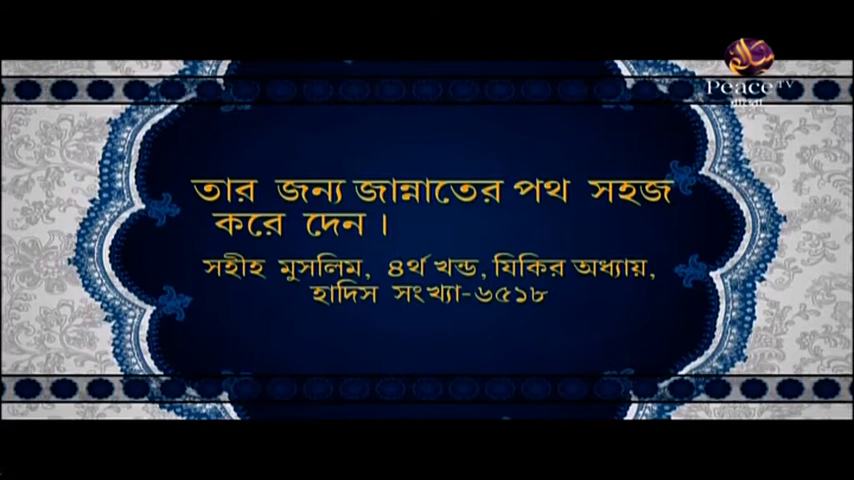 Peace TV
বাংলা
তার জন্য জান্নাতের পথ সহজ
করে দেন।
সহীহ মুসলিম, ৪র্থ খন্ড, যিকির অধ্যায়,
হাদিস সংখ্যা-৬৫১৮